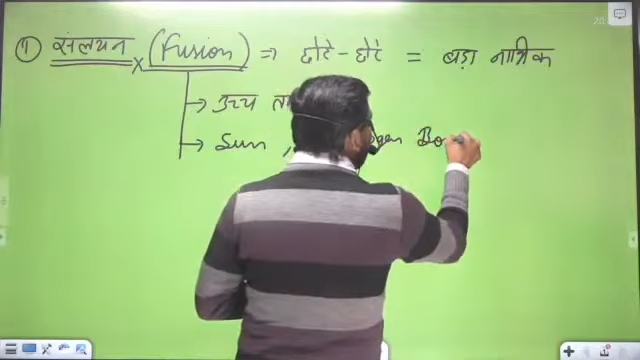 ① संलयन (Fusion) ⇒ छोटे-छोटे = बड़ा नाभिक
→ उच्च
→ Sun, Bo